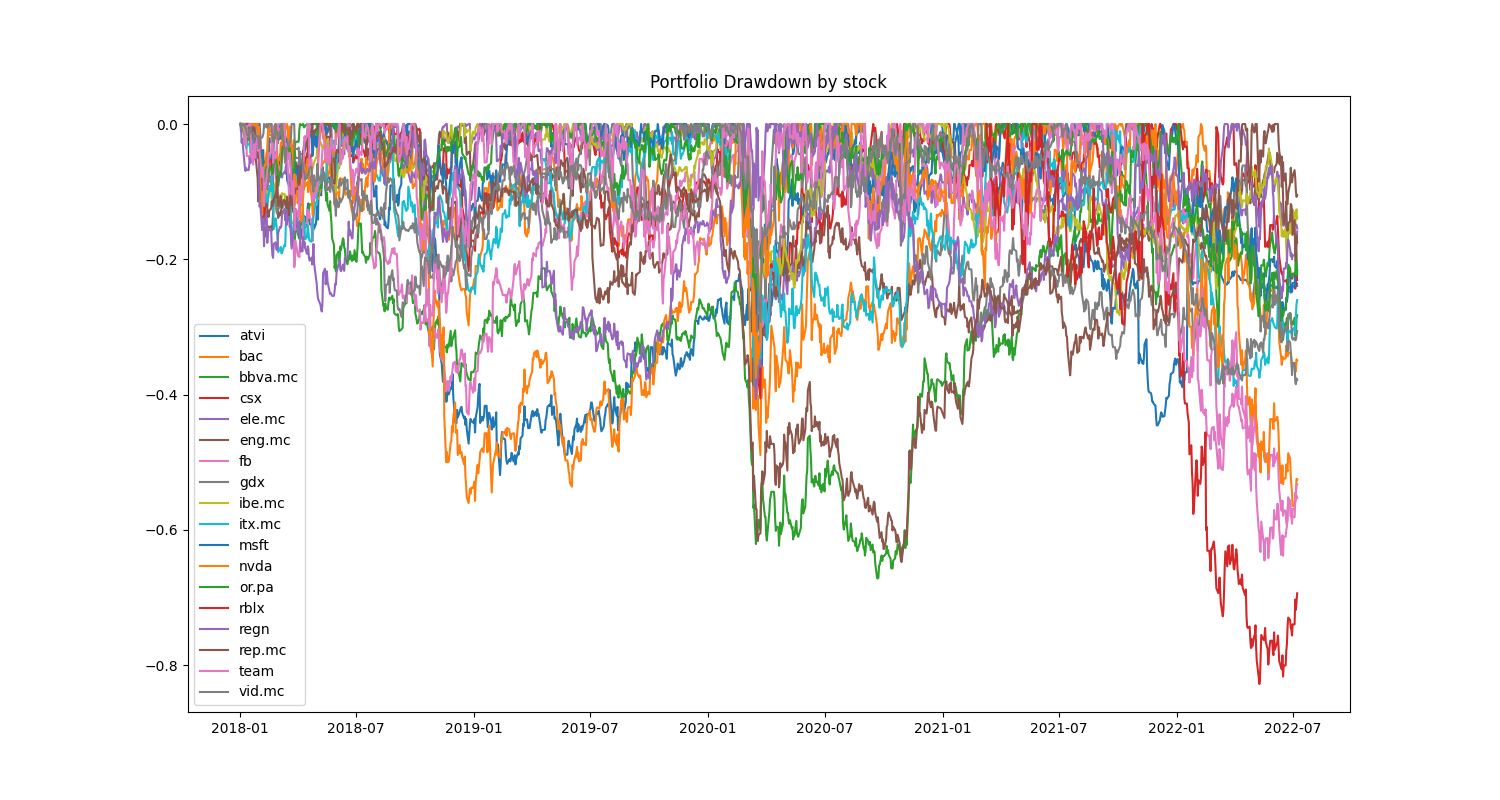 Portfolio Drawdown by stock
0.0
−0.2
−0.4
−0.6
−0.8
atvi
bac
bbva.mc
csx
ele.mc
eng.mc
fb
gdx
ibe.mc
itx.mc
msft
nvda
or.pa
rblx
regn
rep.mc
team
vid.mc
2018-01 2018-07 2019-01 2019-07 2020-01 2020-07 2021-01 2021-07 2022-01 2022-07